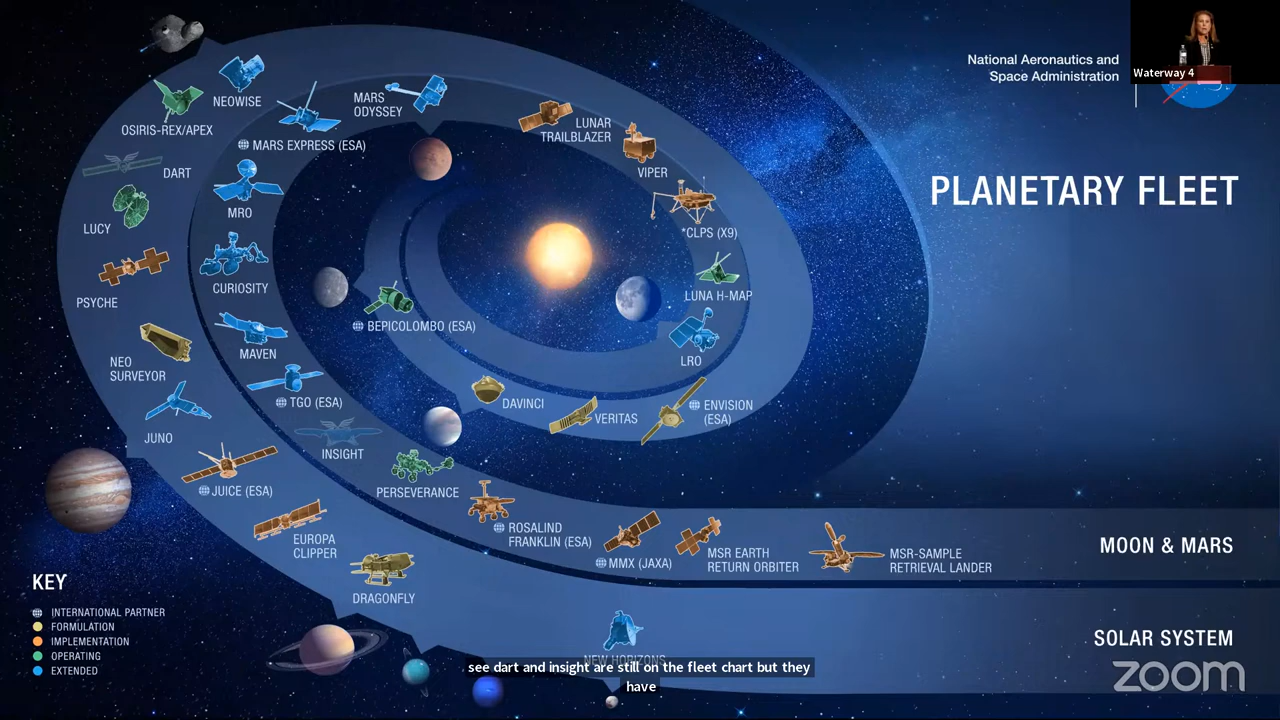 National Aeronautics and
Space Administration
Waterway 4
PLANETARY FLEET
NEOWISE
MARS
ODYSSEY
OSIRIS-REX/APEX
MARS EXPRESS (ESA)
LUNAR
TRAILBLAZER
VIPER
DART
MRO
LUCY
*CLPS (X9)
CURIOSITY
PSYCHE
LUNA H-MAP
BEPICOLOMBO (ESA)
MAVEN
LRO
NEO
SURVEYOR
TGO (ESA)
DAVINCI
VERITAS
ENVISION
(ESA)
JUNO
INSIGHT
JUICE (ESA)
PERSEVERANCE
ROSALIND
FRANKLIN (ESA)
EUROPA
CLIPPER
MMX (JAXA)
MSR EARTH
RETURN ORBITER
MSR-SAMPLE
RETRIEVAL LANDER
MOON & MARS
DRAGONFLY
KEY
INTERNATIONAL PARTNER
FORMULATION
IMPLEMENTATION
OPERATING
EXTENDED
NEW HORIZONS
SOLAR SYSTEM
see dart and insight are still on the fleet chart but they
have
zoom